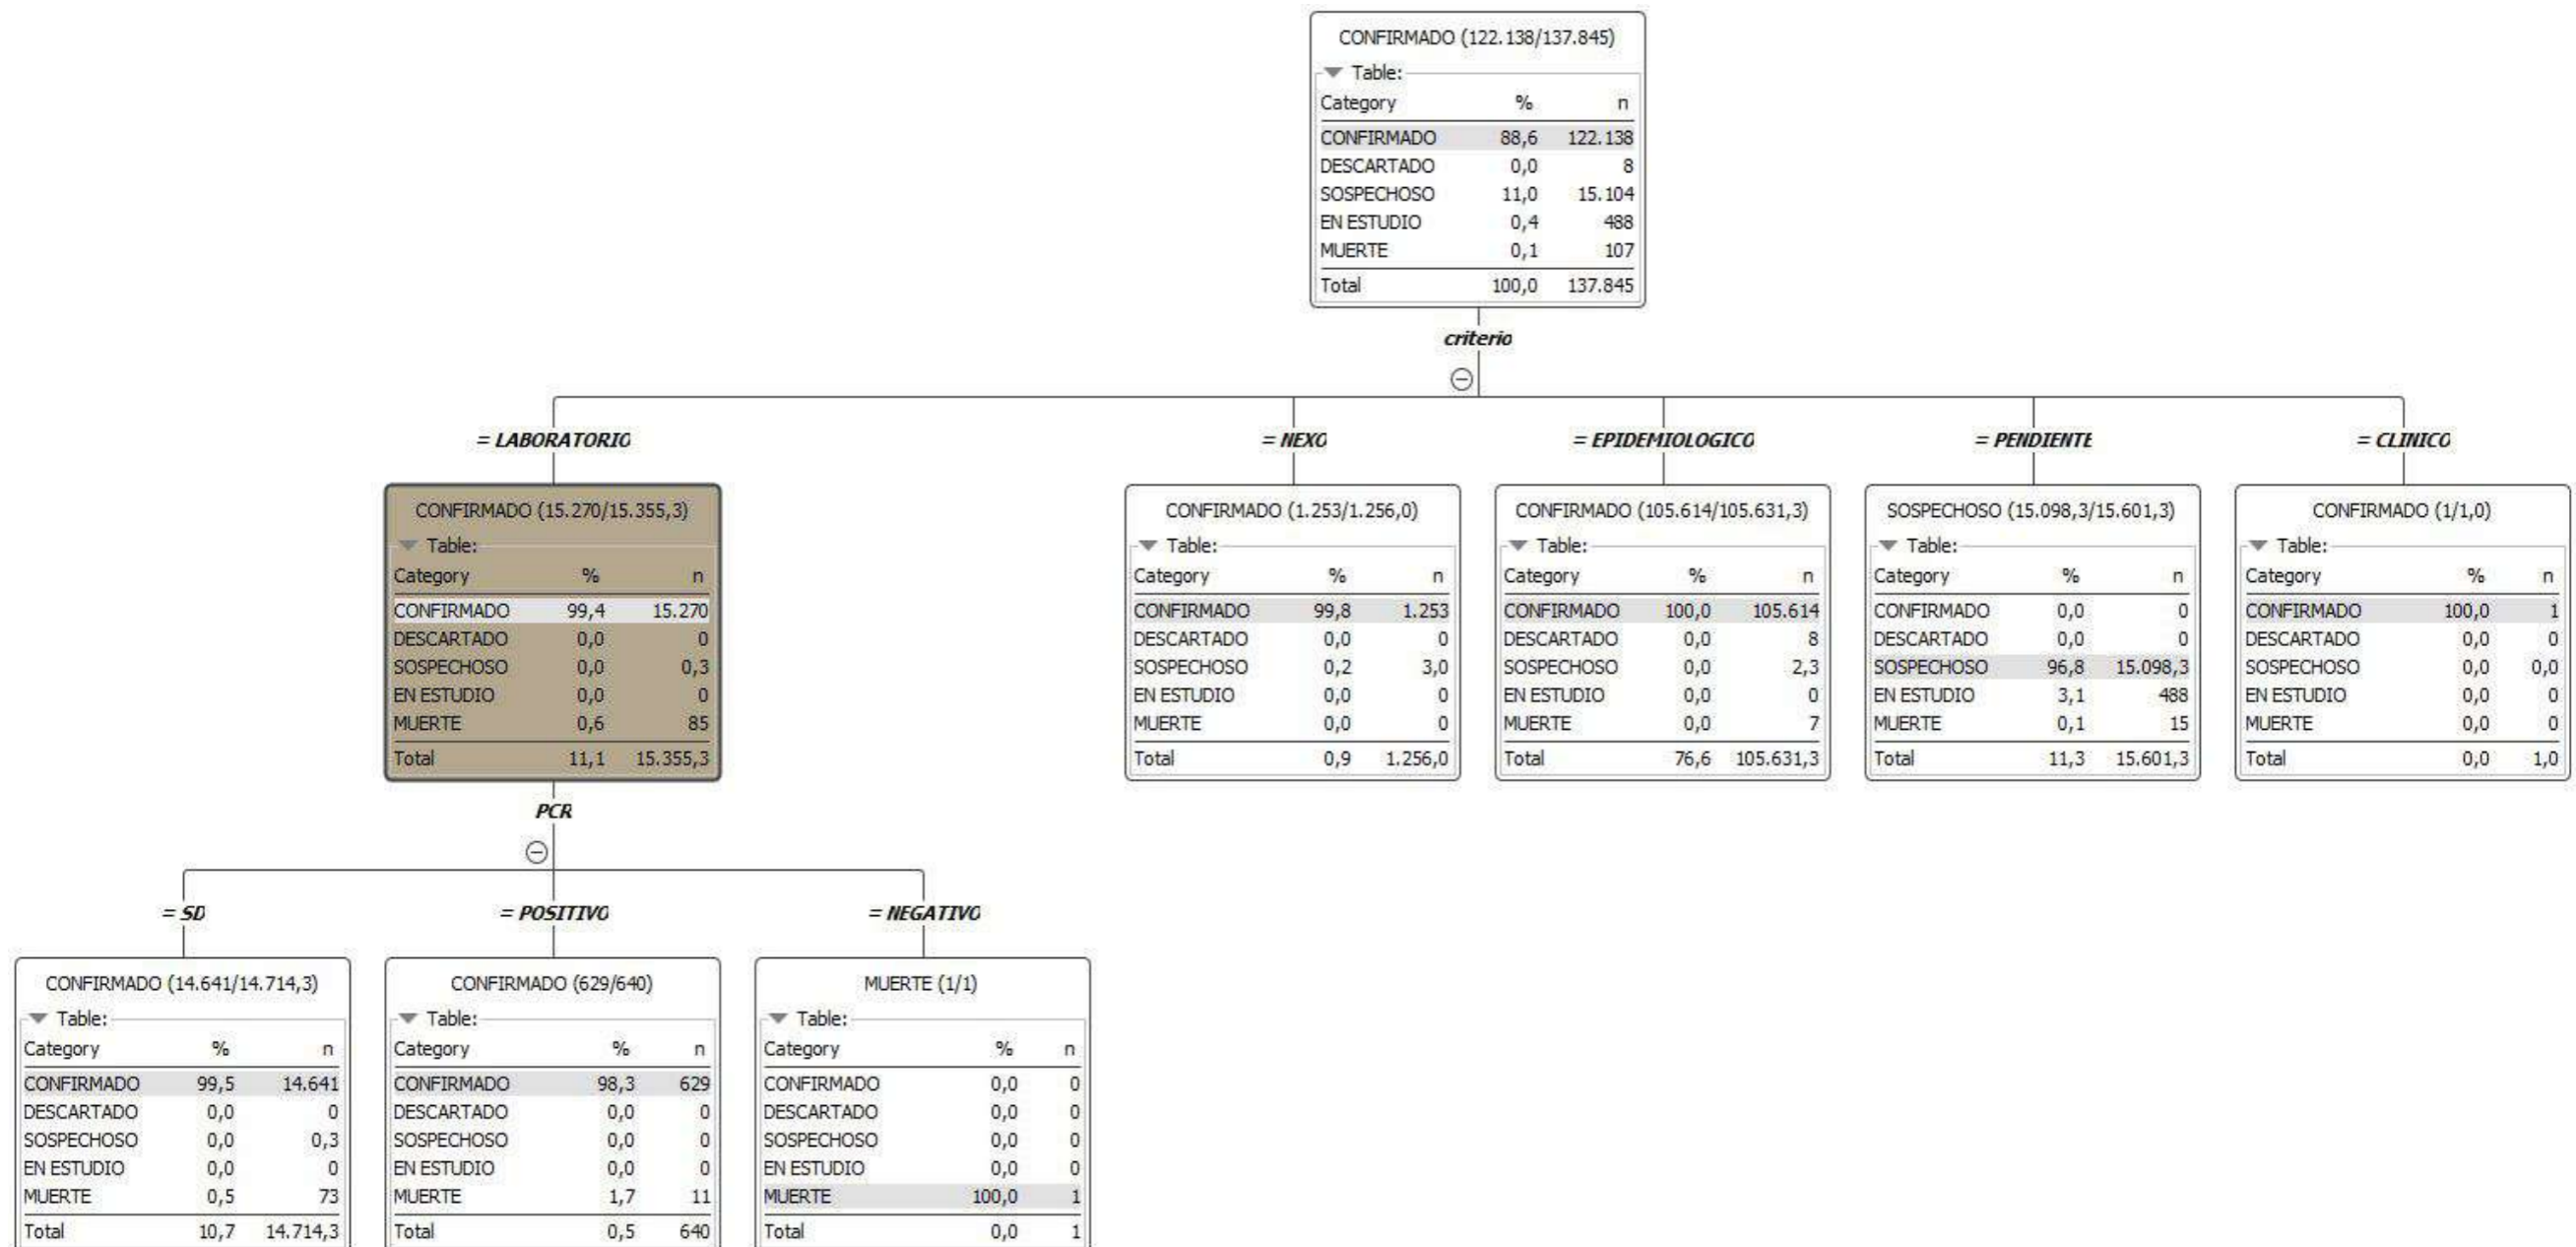 CONFIRMADO (122.138/137.845)
Table:
Category % n
CONFIRMADO 88,6 122.138
DESCARTADO 0,0 8
SOSPECHOSO 11,0 15.104
EN ESTUDIO 0,4 488
MUERTE 0,1 107
Total 100,0 137.845
criterio
= LABORATORIO
CONFIRMADO (15.270/15.355,3)
Table:
Category % n
CONFIRMADO 99,4 15.270
DESCARTADO 0,0 0
SOSPECHOSO 0,0 0,3
EN ESTUDIO 0,0 0
MUERTE 0,6 85
Total 11,1 15.355,3
= NEXO
CONFIRMADO (1.253/1.256,0)
Table:
Category % n
CONFIRMADO 99,8 1.253
DESCARTADO 0,0 0
SOSPECHOSO 0,2 3,0
EN ESTUDIO 0,0 0
MUERTE 0,0 0
Total 0,9 1.256,0
= EPIDEMIOLOGICO
CONFIRMADO (105.614/105.631,3)
Table:
Category % n
CONFIRMADO 100,0 105.614
DESCARTADO 0,0 8
SOSPECHOSO 0,0 2,3
EN ESTUDIO 0,0 0
MUERTE 0,0 7
Total 76,6 105.631,3
= PENDIENTE
SOSPECHOSO (15.098,3/15.601,3)
Table:
Category % n
CONFIRMADO 0,0 0
DESCARTADO 0,0 0
SOSPECHOSO 96,8 15.098,3
EN ESTUDIO 3,1 488
MUERTE 0,1 15
Total 11,3 15.601,3
= CLINICO
CONFIRMADO (1/1,0)
Table:
Category % n
CONFIRMADO 100,0 1
DESCARTADO 0,0 0
SOSPECHOSO 0,0 0,0
EN ESTUDIO 0,0 0
MUERTE 0,0 0
Total 0,0 1,0
PCR
= SD
CONFIRMADO (14.641/14.714,3)
Table:
Category % n
CONFIRMADO 99,5 14.641
DESCARTADO 0,0 0
SOSPECHOSO 0,0 0,3
EN ESTUDIO 0,0 0
MUERTE 0,5 73
Total 10,7 14.714,3
= POSITIVO
CONFIRMADO (629/640)
Table:
Category % n
CONFIRMADO 98,3 629
DESCARTADO 0,0 0
SOSPECHOSO 0,0 0
EN ESTUDIO 0,0 0
MUERTE 1,7 11
Total 0,5 640
= NEGATIVO
MUERTE (1/1)
Table:
Category % n
CONFIRMADO 0,0 0
DESCARTADO 0,0 0
SOSPECHOSO 0,0 0
EN ESTUDIO 0,0 0
MUERTE 100,0 1
Total 0,0 1